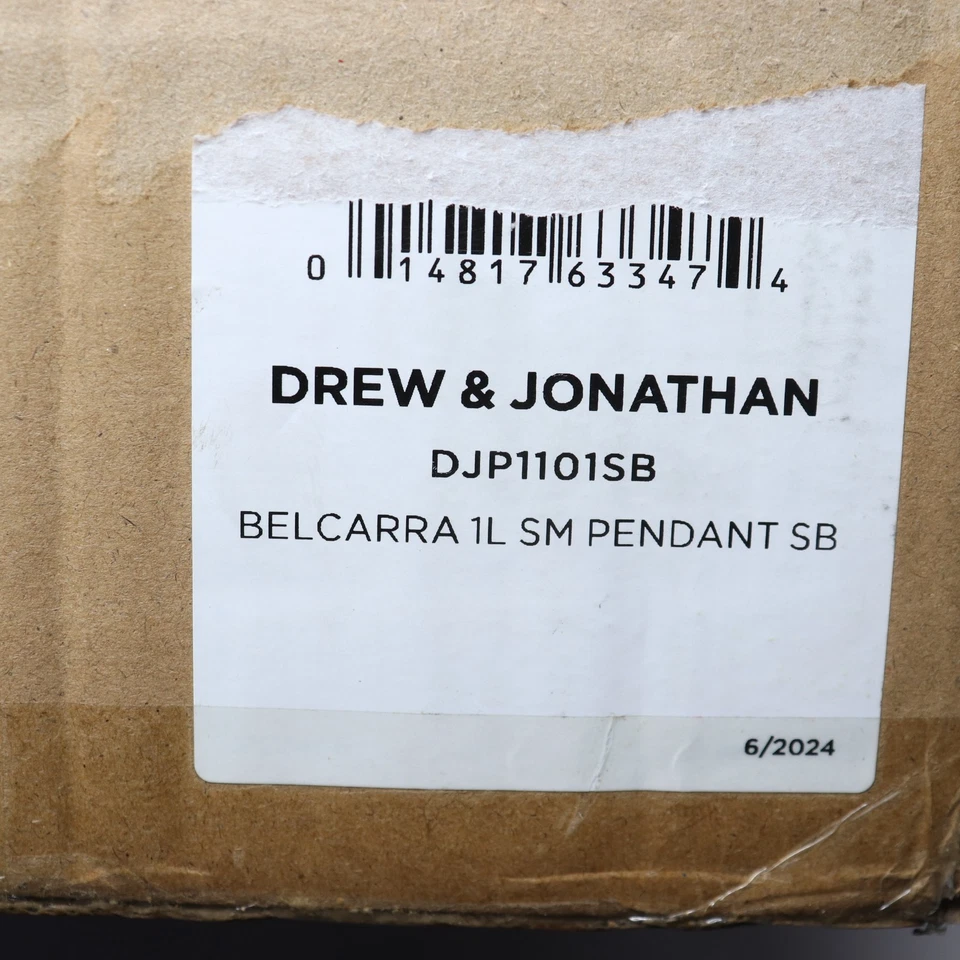 0 14817 63347 4
DREW & JONATHAN
DJP1101SB
BELCARRA 1L SM PENDANT SB
6/2024